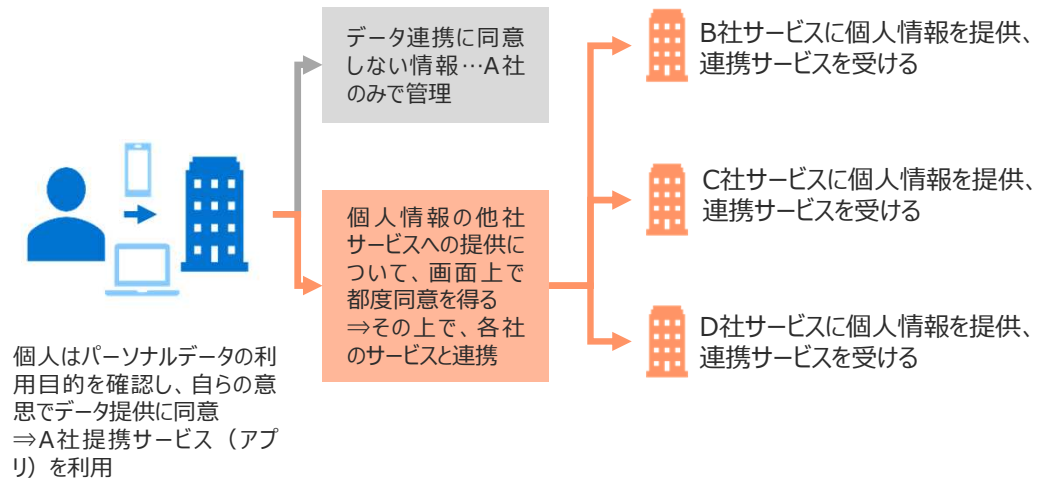 データ連携に同意
しない情報…A社
のみで管理
B社サービスに個人情報を提供、
連携サービスを受ける
C社サービスに個人情報を提供、
連携サービスを受ける
個人情報の他社
サービスへの提供に
ついて、画面上で
都度同意を得る
⇒その上で、各社
のサービスと連携
D社サービスに個人情報を提供、
連携サービスを受ける
個人はパーソナルデータの利
用目的を確認し、自らの意
思でデータ提供に同意
⇒A社提携サービス（アプ
リ）を利用